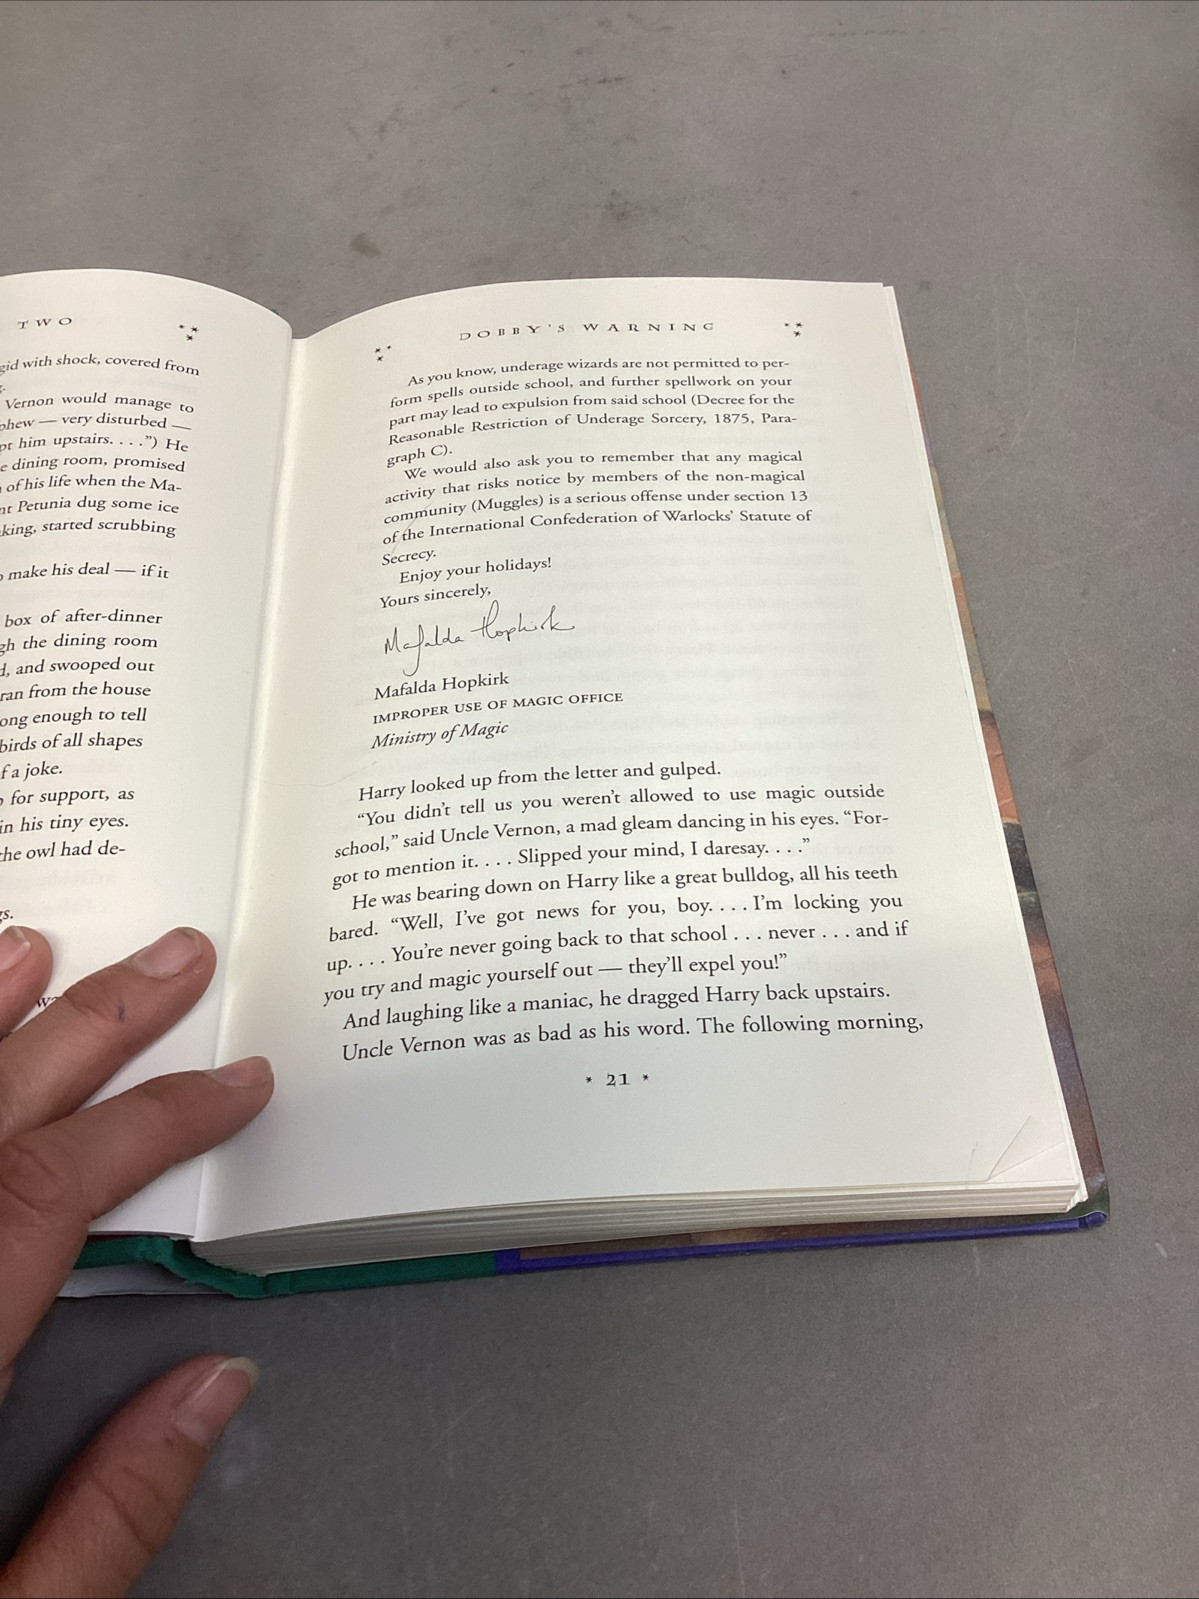 TWO
gid with shock, covered from
Vernon would manage to
phew — very disturbed —
pt him upstairs. . . .”) He
e dining room, promised
of his life when the Ma-
nt Petunia dug some ice
king, started scrubbing
make his deal — if it
box of after-dinner
gh the dining room
d, and swooped out
ran from the house
ong enough to tell
birds of all shapes
f a joke.
for support, as
in his tiny eyes.
the owl had de-
gs.
DOBBY’S WARNING
As you know, underage wizards are not permitted to per-
form spells outside school, and further spellwork on your
part may lead to expulsion from said school (Decree for the
Reasonable Restriction of Underage Sorcery, 1875, Para-
graph C).
We would also ask you to remember that any magical
activity that risks notice by members of the non-magical
community (Muggles) is a serious offense under section 13
of the International Confederation of Warlocks’ Statute of
Secrecy.
Enjoy your holidays!
Yours sincerely,
Mafalda Hopkirk
Mafalda Hopkirk
IMPROPER USE OF MAGIC OFFICE
Ministry of Magic
Harry looked up from the letter and gulped.
“You didn’t tell us you weren’t allowed to use magic outside
school,” said Uncle Vernon, a mad gleam dancing in his eyes. “For-
got to mention it. . . . Slipped your mind, I daresay. . . .”
He was bearing down on Harry like a great bulldog, all his teeth
bared. “Well, I’ve got news for you, boy. . . . I’m locking you
up. . . . You’re never going back to that school . . . never . . . and if
you try and magic yourself out — they’ll expel you!”
And laughing like a maniac, he dragged Harry back upstairs.
Uncle Vernon was as bad as his word. The following morning,
* 21 *